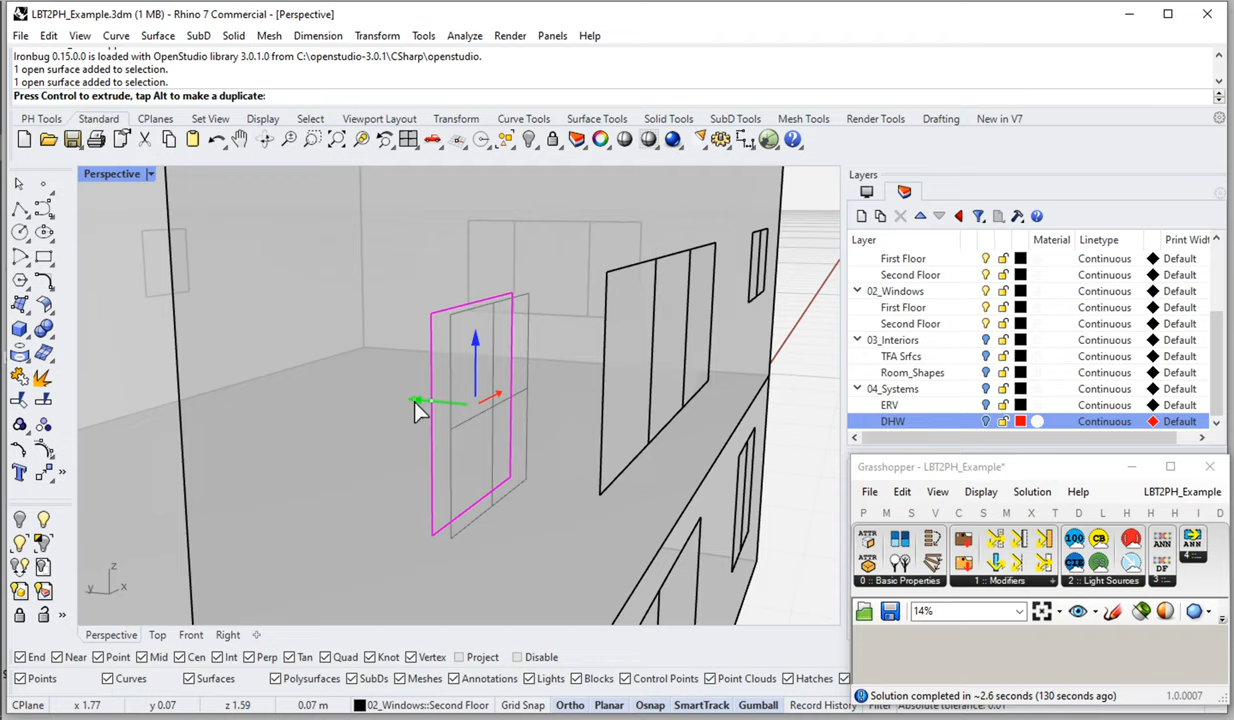 LBT2PH_Example.3dm (1 MB) - Rhino 7 Commercial - [Perspective]
File Edit View Curve Surface SubD Solid Mesh Dimension Transform Tools Analyze Render Panels Help
Ironbug 0.15.0.0 is loaded with OpenStudio library 3.0.1.0 from C:\openstudio-3.0.1\CSharp\openstudio.
1 open surface added to selection.
1 open surface added to selection.
Press Control to extrude, tap Alt to make a duplicate:
PH Tools Standard CPlanes Set View Display Select Viewport Layout Transform Curve Tools Surface Tools Solid Tools SubD Tools Mesh Tools Render Tools Drafting New in V7
Perspective
z
y x
Layers
Layer Material Linetype Print Widt
First Floor Continuous Default
Second Floor Continuous Default
02_Windows Continuous Default
First Floor Continuous Default
Second Floor Continuous Default
03_Interiors Continuous Default
TFA Srfcs Continuous Default
Room_Shapes Continuous Default
04_Systems Continuous Default
ERV Continuous Default
DHW Continuous Default
Grasshopper - LBT2PH_Example*
File Edit View Display Solution Help LBT2PH_Example
P M S V C S M X T D L H H I D
ATTR 100 CB ANN ANN
ATTR CIE DF
0 :: Basic Properties 1 :: Modifiers 2 :: Light Sources 3 :: 4 ::
14%
Solution completed in ~2.6 seconds (130 seconds ago) 1.0.0007
Perspective Top Front Right
End Near Point Mid Cen Int Perp Tan Quad Knot Vertex Project Disable
Points Curves Surfaces Polysurfaces SubDs Meshes Annotations Lights Blocks Control Points Point Clouds Hatches
CPlane x 1.77 y 0.07 z 1.59 0.07 m 02_Windows::Second Floor Grid Snap Ortho Planar Osnap SmartTrack Gumball Record History Filter Absolute tolerance: 0.01